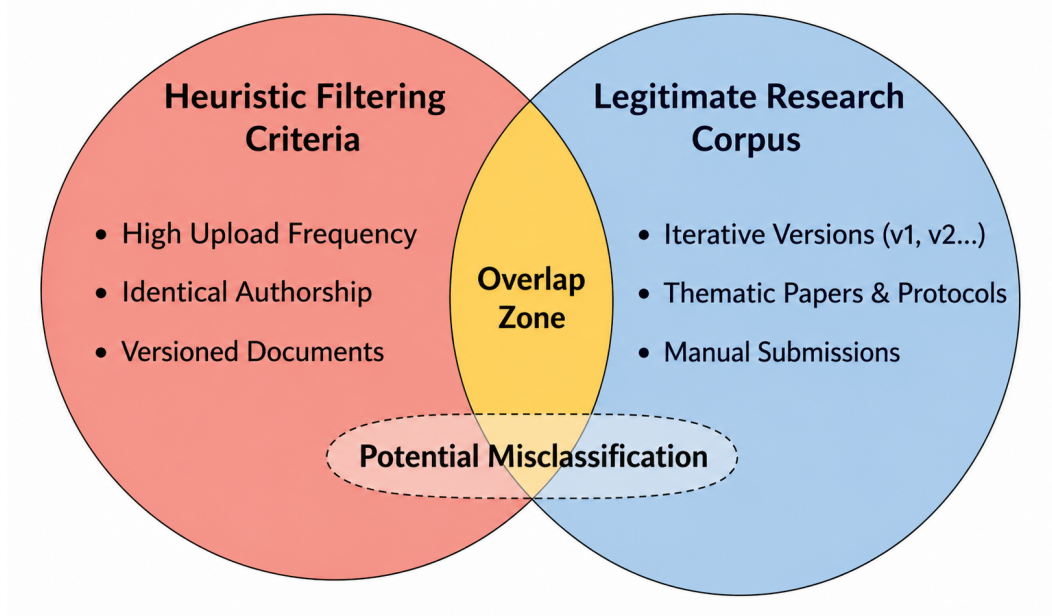 Heuristic Filtering
Criteria
• High Upload Frequency
• Identical Authorship
• Versioned Documents
Overlap
Zone
Legitimate Research
Corpus
• Iterative Versions (v1, v2...)
• Thematic Papers & Protocols
• Manual Submissions
Potential Misclassification